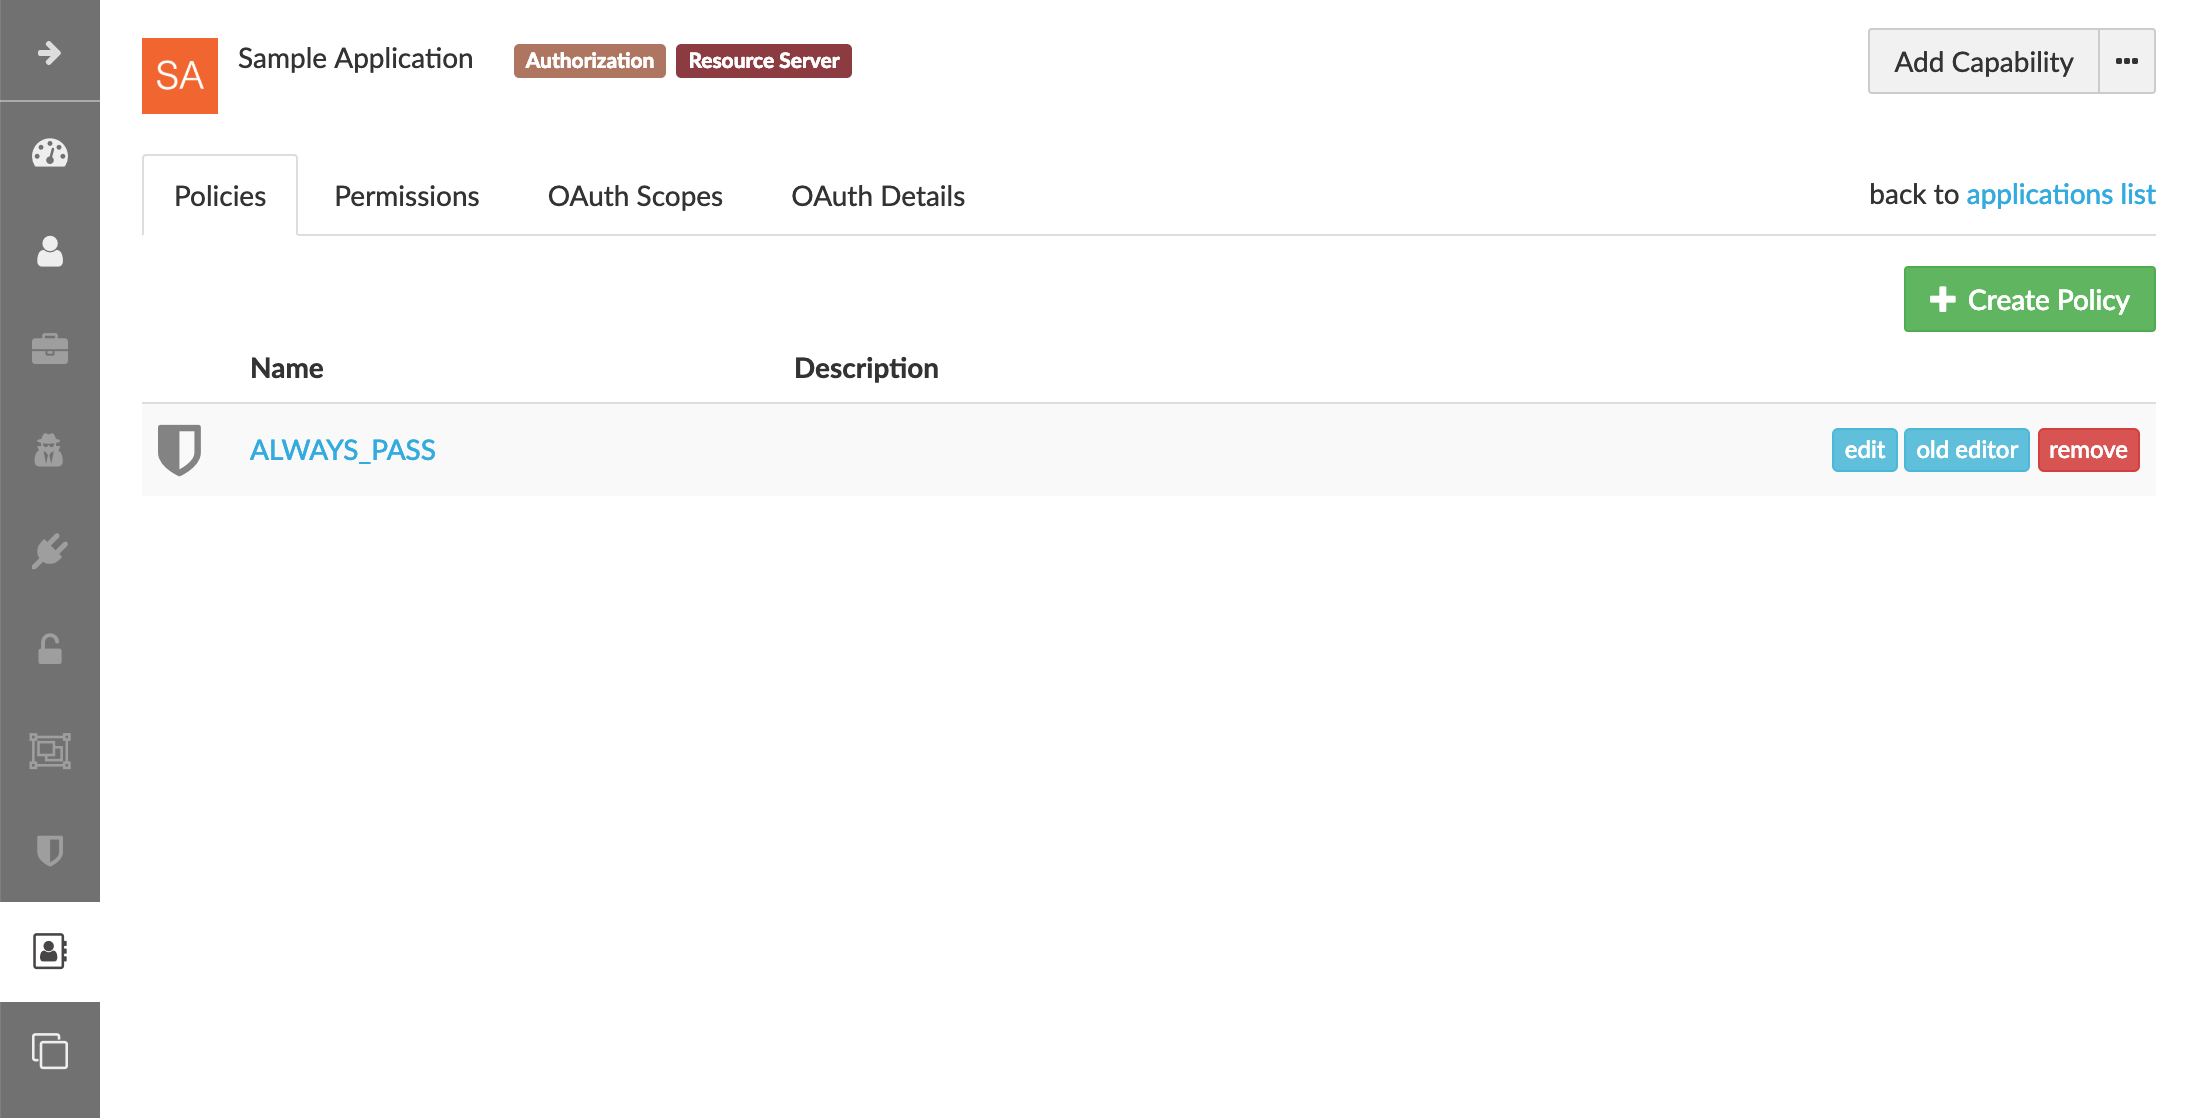 SA
Sample Application Authorization Resource Server
Add Capability
Policies Permissions OAuth Scopes OAuth Details
back to applications list
Create Policy
Name Description
ALWAYS_PASS edit old editor remove